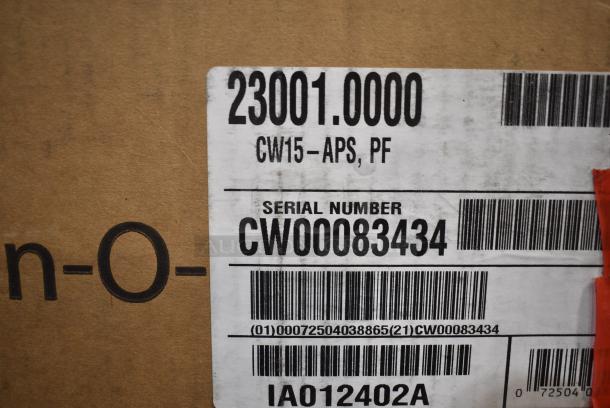 23001.0000
CW15-APS, PF
SERIAL NUMBER
n-O-
CW00083434
(01)00072504038865(21)CW00083434
IA012402A
0 72504 0